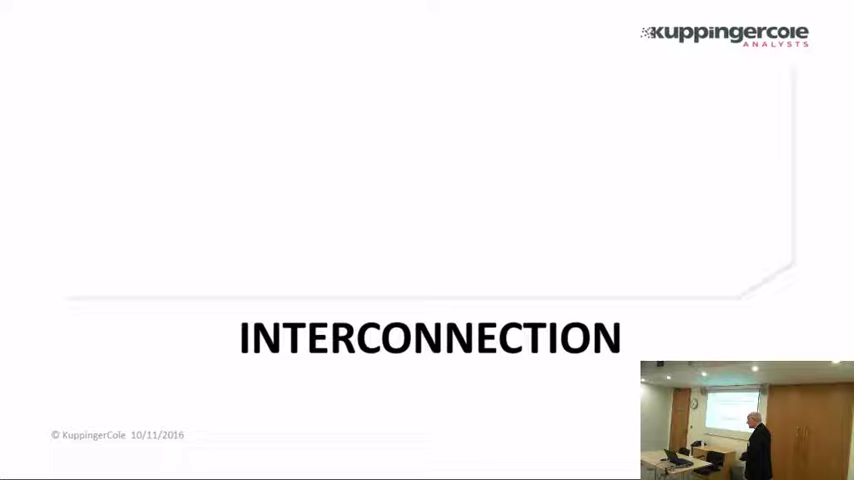 kuppingercole
ANALYSTS
INTERCONNECTION
© KuppingerCole 10/11/2016